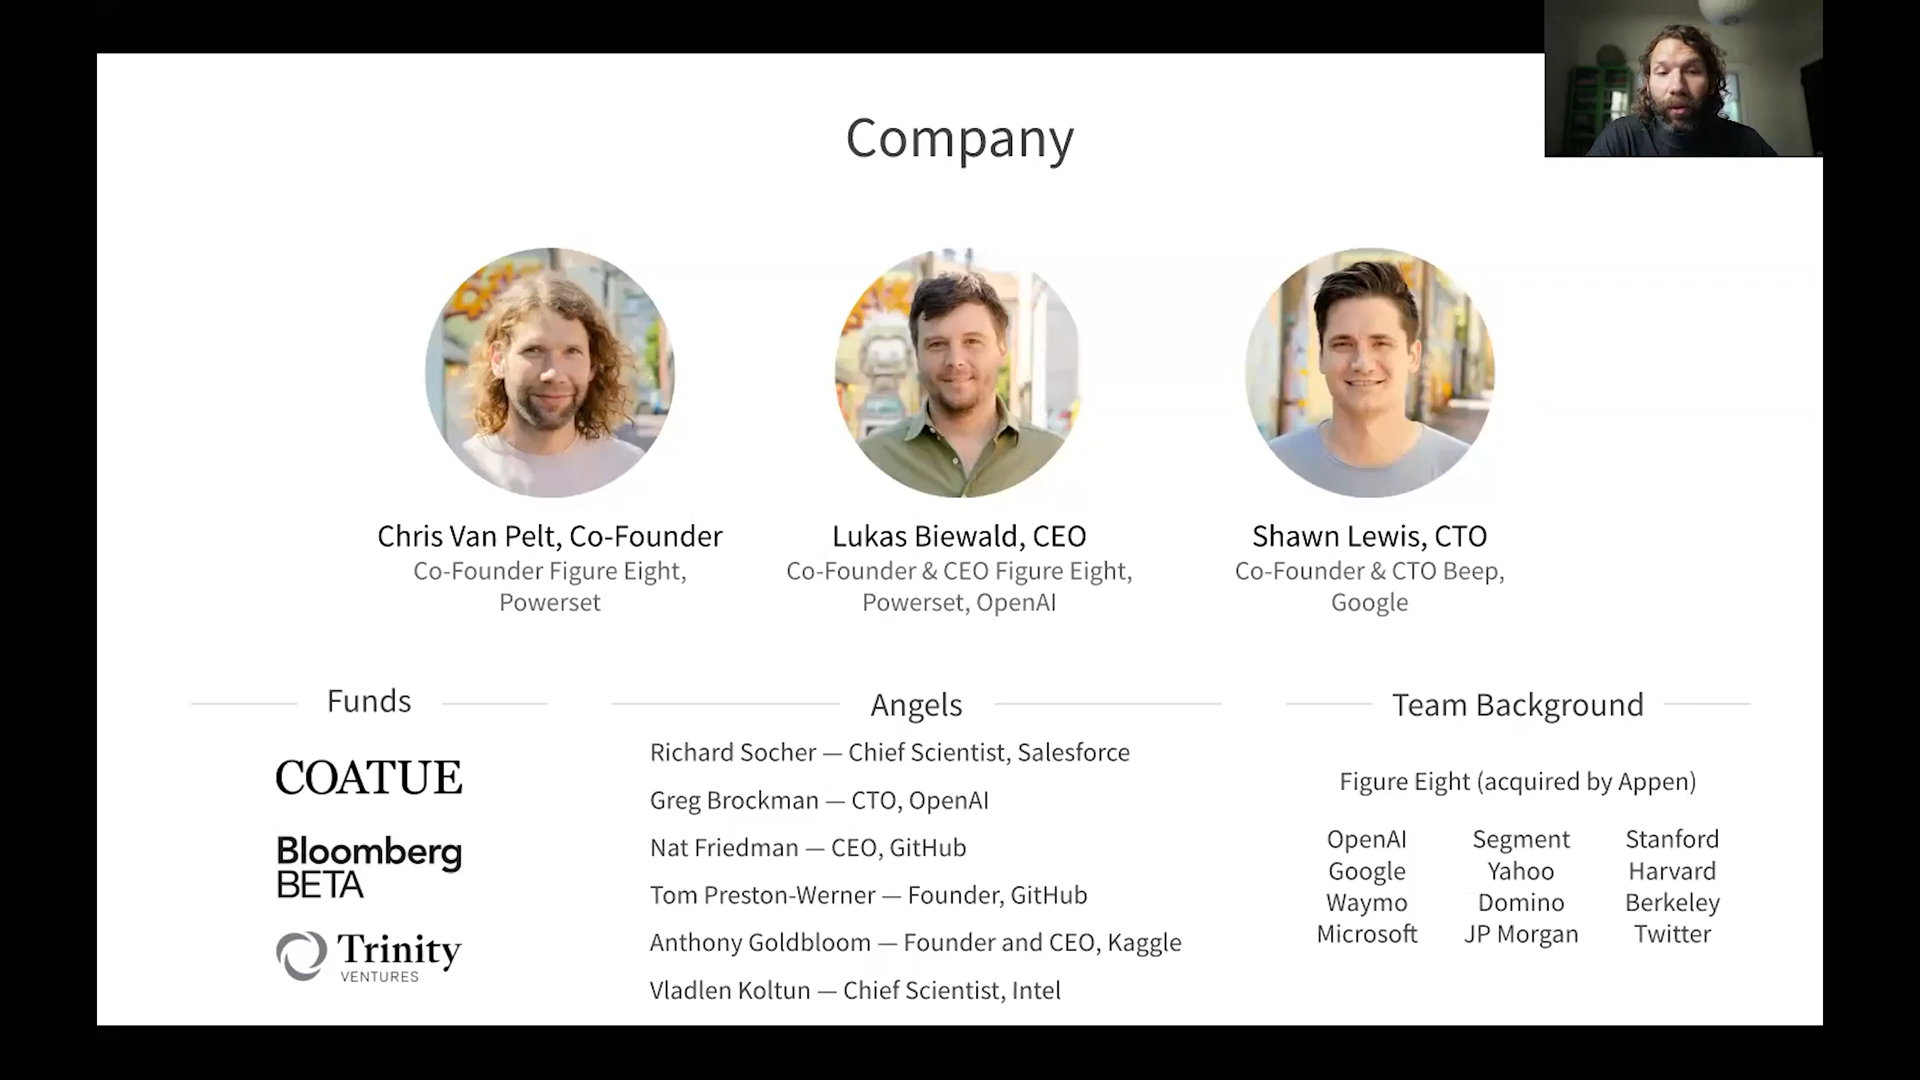 Company
Chris Van Pelt, Co-Founder
Co-Founder Figure Eight,
Powerset
Lukas Biewald, CEO
Co-Founder & CEO Figure Eight,
Powerset, OpenAI
Shawn Lewis, CTO
Co-Founder & CTO Beep,
Google
Funds
COATUE
Bloomberg
BETA
Trinity
VENTURES
Angels
Richard Socher — Chief Scientist, Salesforce
Greg Brockman — CTO, OpenAI
Nat Friedman — CEO, GitHub
Tom Preston-Werner — Founder, GitHub
Anthony Goldbloom — Founder and CEO, Kaggle
Vladlen Koltun — Chief Scientist, Intel
Team Background
Figure Eight (acquired by Appen)
OpenAI Segment Stanford
Google Yahoo Harvard
Waymo Domino Berkeley
Microsoft JP Morgan Twitter